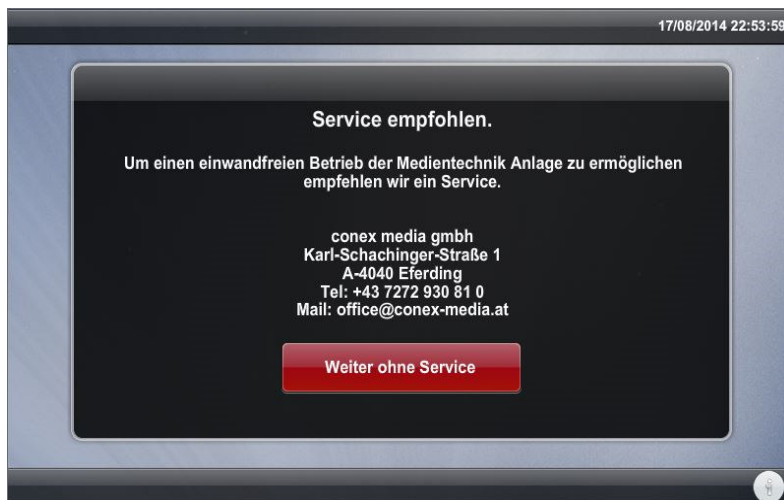 17/08/2014 22:53:59
Service empfohlen.
Um einen einwandfreien Betrieb der Medientechnik Anlage zu ermöglichen
empfehlen wir ein Service.
conex media gmbh
Karl-Schachinger-Straße 1
A-4040 Eferding
Tel: +43 7272 930 81 0
Mail: office@conex-media.at
Weiter ohne Service